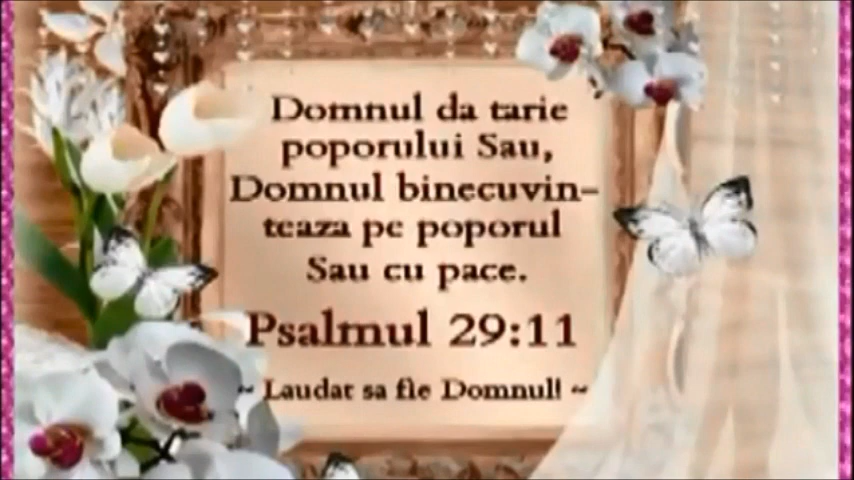 Domnul da tarie
poporului Sau,
Domnul binecuvin-
teaza pe poporul
Sau cu pace.
Psalmul 29:11
~ Laudat sa fie Domnul! ~